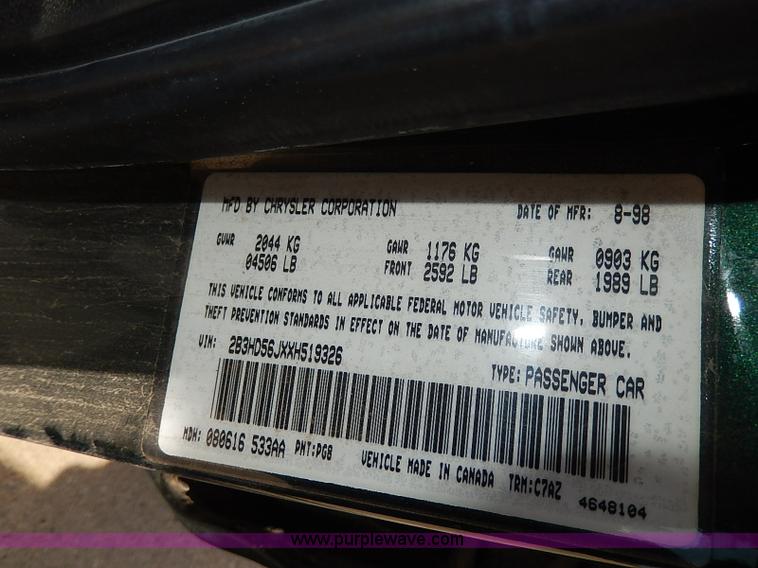 MFD BY CHRYSLER CORPORATION DATE OF MFR: 8-98
GVWR 2044 KG GAWR 1176 KG GAWR 0903 KG
04506 LB FRONT 2592 LB REAR 1989 LB
THIS VEHICLE CONFORMS TO ALL APPLICABLE FEDERAL MOTOR VEHICLE SAFETY, BUMPER AND
THEFT PREVENTION STANDARDS IN EFFECT ON THE DATE OF MANUFACTURE SHOWN ABOVE.
VIN: 2B3HD56JXXH519326 TYPE: PASSENGER CAR
MDH: 080616 533AA PNT:PG8 VEHICLE MADE IN CANADA TRM:C7AZ
4648104
www.purplewave.com